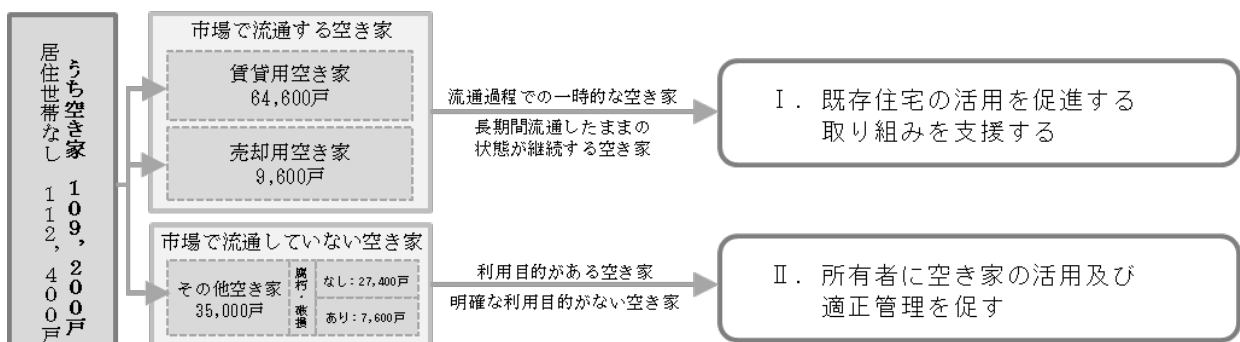 居住世帯なし 112,400戸
うち空き家 109,200戸
市場で流通する空き家
賃貸用空き家
64,600戸
売却用空き家
9,600戸
流通過程での一時的な空き家
長期間流通したままの
状態が継続する空き家
Ⅰ．既存住宅の活用を促進する
取り組みを支援する
市場で流通していない空き家
その他空き家
35,000戸
腐朽・破損
なし：27,400戸
あり：7,600戸
利用目的がある空き家
明確な利用目的がない空き家
Ⅱ．所有者に空き家の活用及び
適正管理を促す